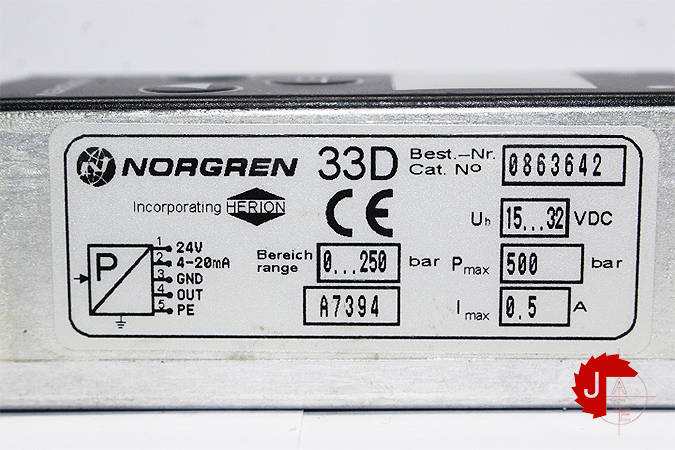 NORGREN 33D Best.-Nr. Cat. Nº 0863642
Incorporating HERION CE Uh 15...32 VDC
P
1 24V
2 4-20mA
3 GND
4 OUT
5 PE
Bereich range 0...250 bar Pmax 500 bar
A7394 Imax 0.5 A
J